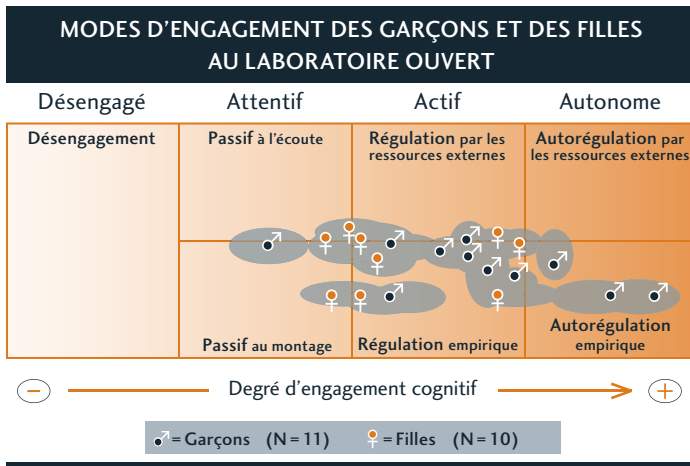 MODES D'ENGAGEMENT DES GARÇONS ET DES FILLES
AU LABORATOIRE OUVERT
Désengagé Attentif Actif Autonome
Désengagement
Passif à l'écoute
Régulation par les
ressources externes
Autorégulation par
les ressources externes
Passif au montage
Régulation empirique
Autorégulation
empirique
− Degré d'engagement cognitif +
= Garçons (N = 11) = Filles (N = 10)